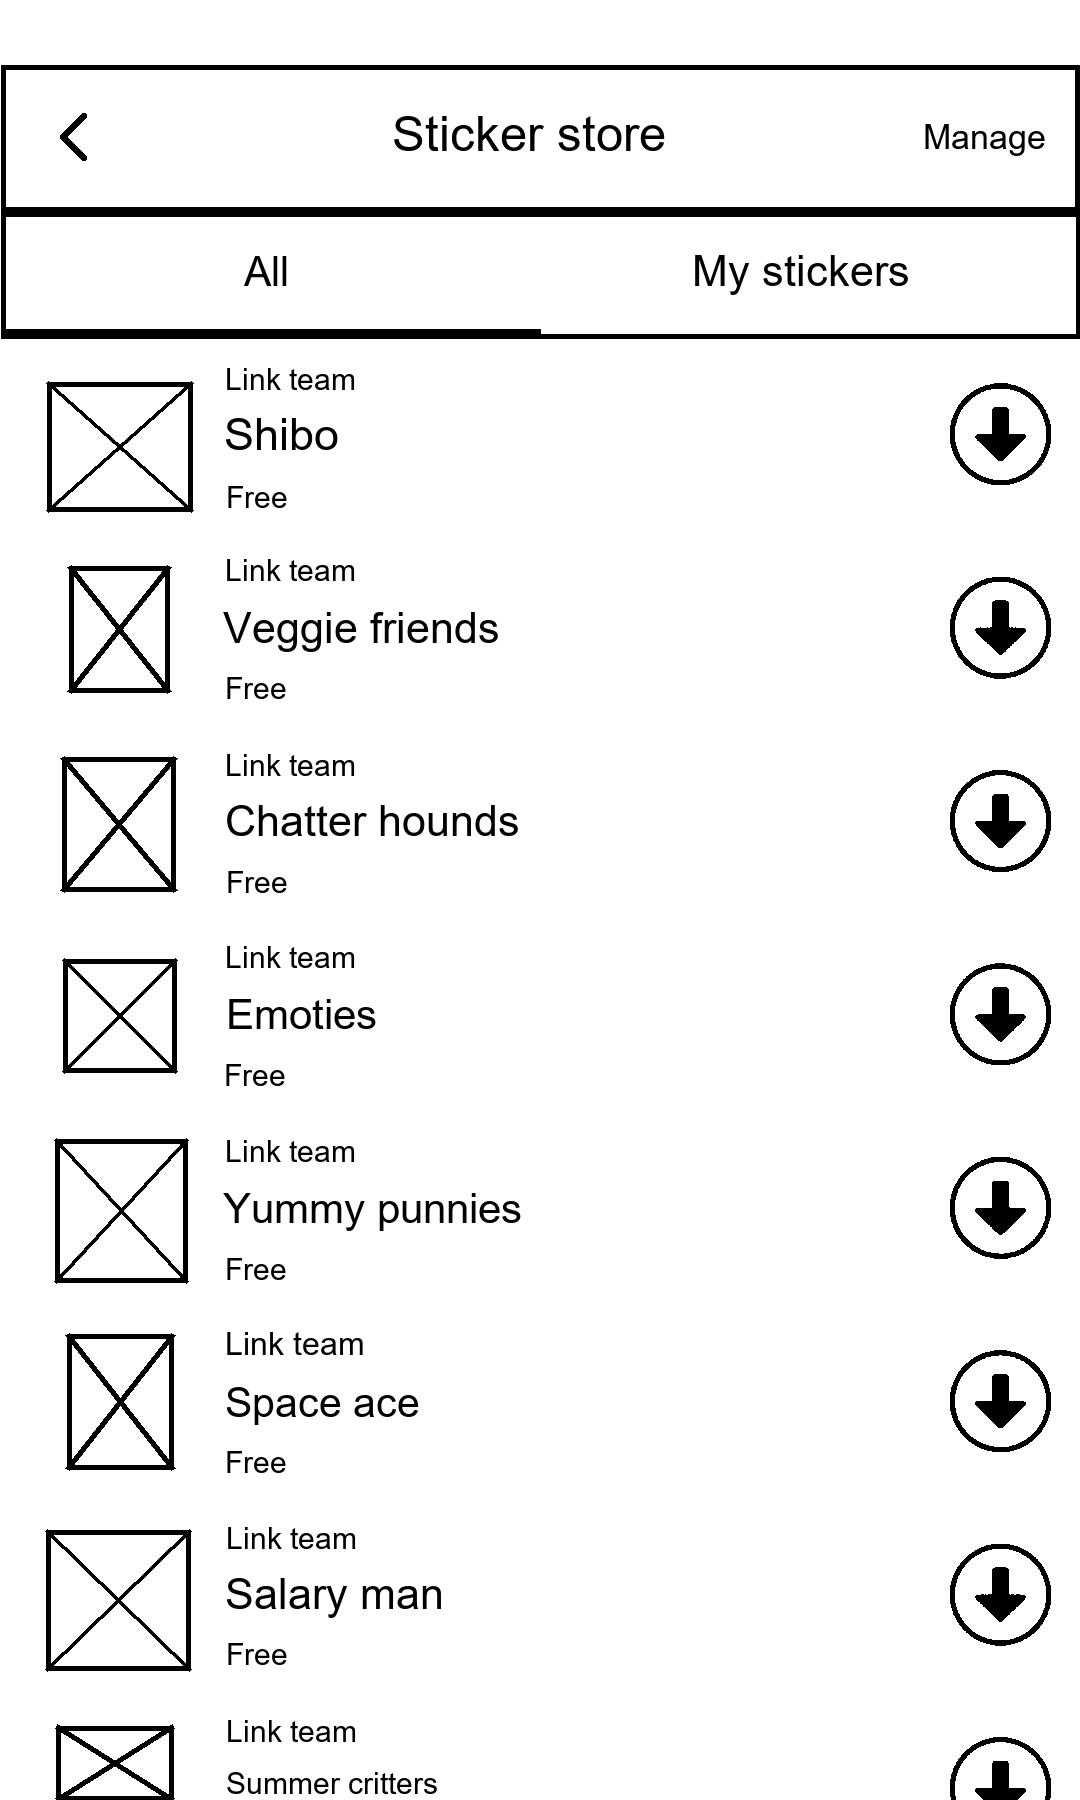 Sticker store
Manage
All
My stickers
Link team
Shibo
Free
Link team
Veggie friends
Free
Link team
Chatter hounds
Free
Link team
Emoties
Free
Link team
Yummy punnies
Free
Link team
Space ace
Free
Link team
Salary man
Free
Link team
Summer critters